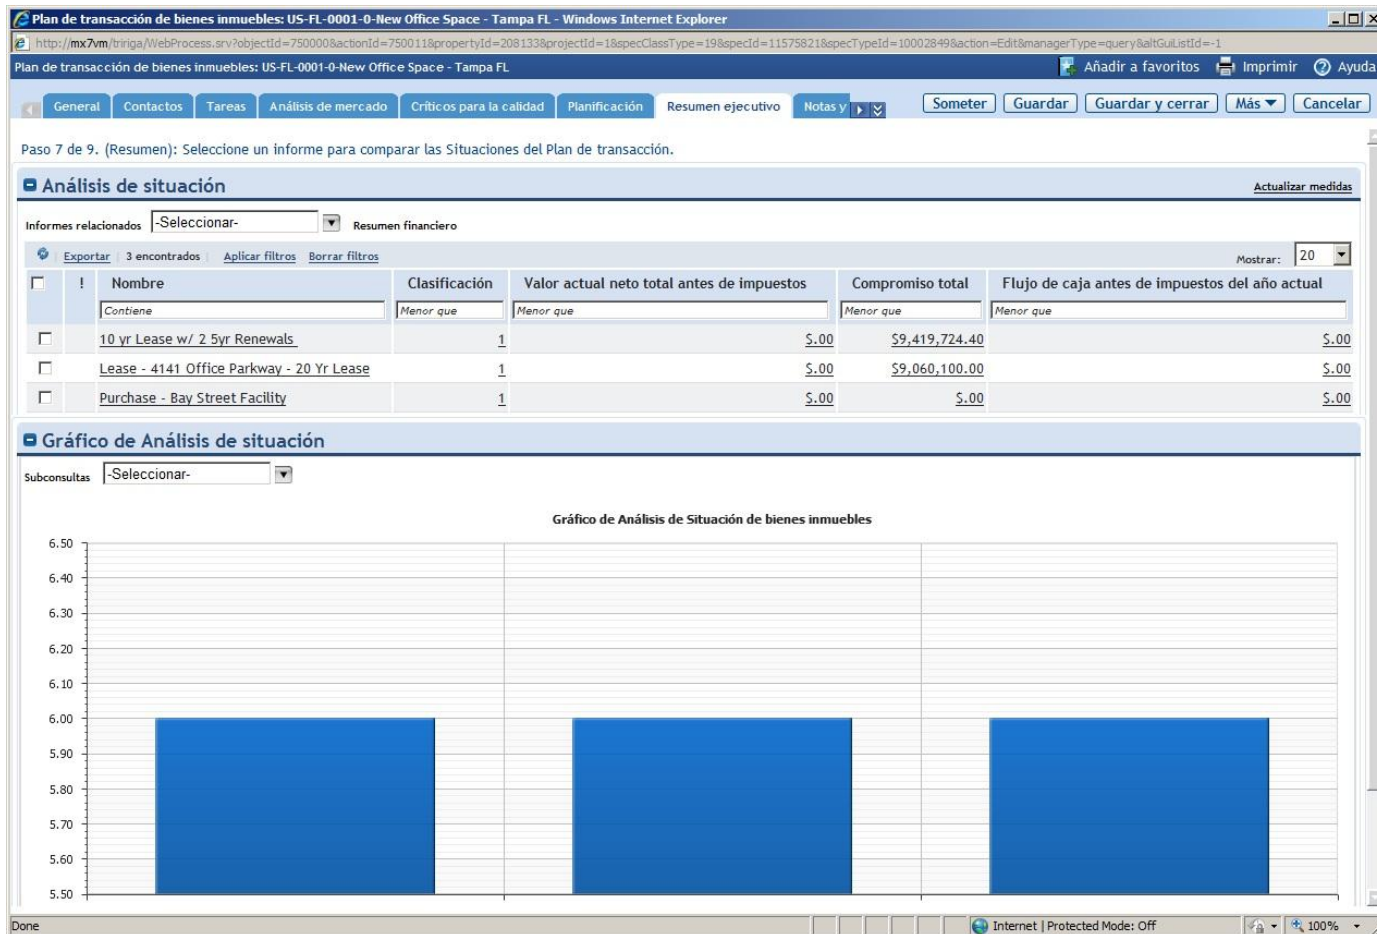 Plan de transacción de bienes inmuebles: US-FL-0001-0-New Office Space - Tampa FL - Windows Internet Explorer
http://mx7vm/tririga/WebProcess.srv?objectId=750000&actionId=750011&propertyId=208133&projectId=1&specClassType=19&specId=11575821&specTypeId=10002849&action=Edit&managerType=query&altGuiListId=-1
Plan de transacción de bienes inmuebles: US-FL-0001-0-New Office Space - Tampa FL
Añadir a favoritos Imprimir Ayuda
General Contactos Tareas Análisis de mercado Críticos para la calidad Planificación Resumen ejecutivo Notas y
Someter Guardar Guardar y cerrar Más Cancelar
Paso 7 de 9. (Resumen): Seleccione un informe para comparar las Situaciones del Plan de transacción.
Análisis de situación
Actualizar medidas
Informes relacionados -Seleccionar- Resumen financiero
Exportar 3 encontrados Aplicar filtros Borrar filtros
Mostrar: 20
! Nombre Clasificación Valor actual neto total antes de impuestos Compromiso total Flujo de caja antes de impuestos del año actual
Contiene Menor que Menor que Menor que Menor que
10 yr Lease w/ 2 5yr Renewals 1 $.00 $9,419,724.40 $.00
Lease - 4141 Office Parkway - 20 Yr Lease 1 $.00 $9,060,100.00 $.00
Purchase - Bay Street Facility 1 $.00 $.00 $.00
Gráfico de Análisis de situación
Subconsultas -Seleccionar-
Gráfico de Análisis de Situación de bienes inmuebles
6.50
6.40
6.30
6.20
6.10
6.00
5.90
5.80
5.70
5.60
5.50
Done
Internet | Protected Mode: Off
100%